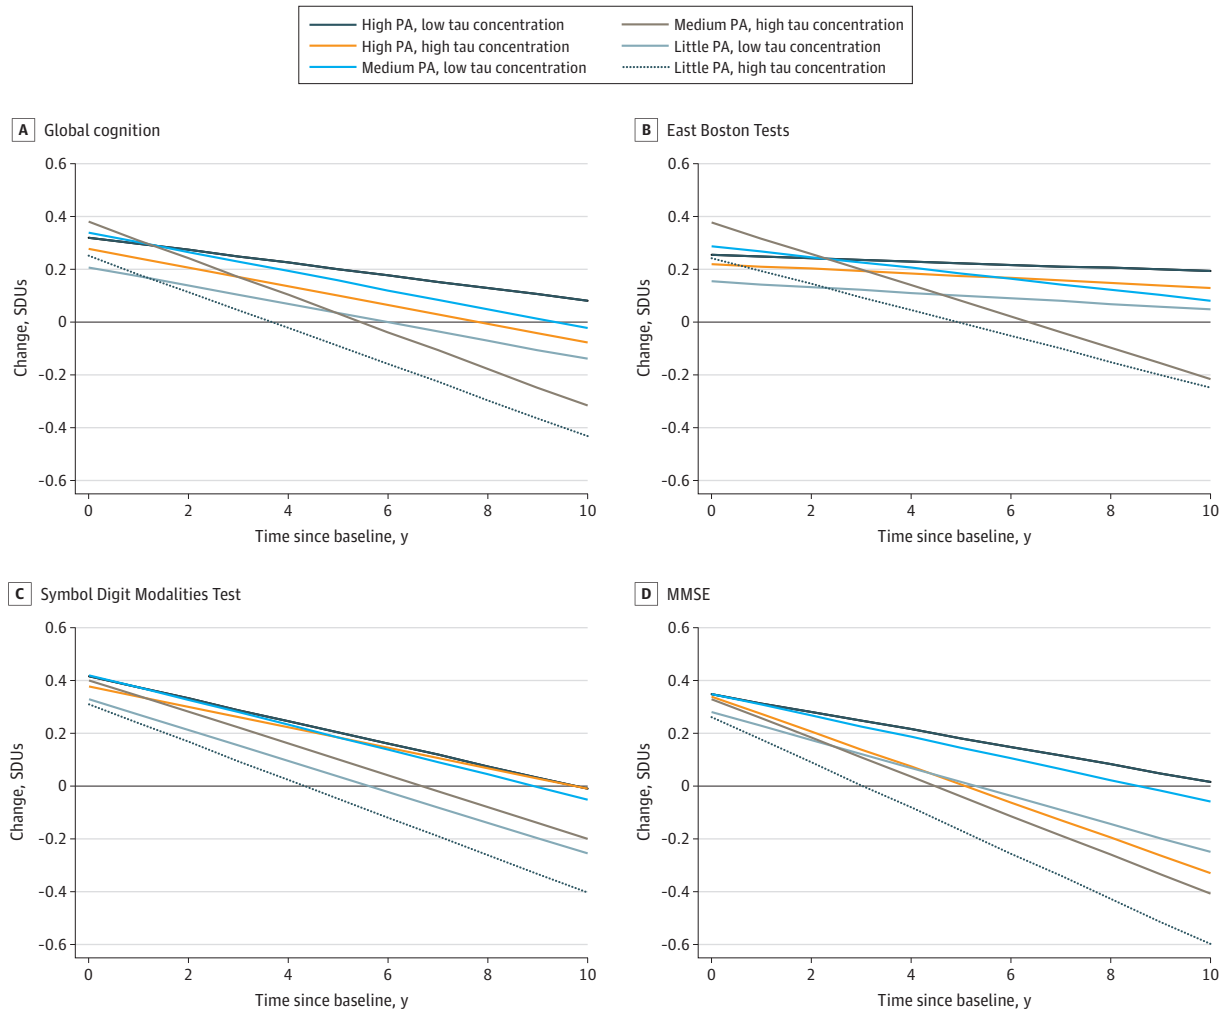 High PA, low tau concentration
High PA, high tau concentration
Medium PA, low tau concentration
Medium PA, high tau concentration
Little PA, low tau concentration
Little PA, high tau concentration
A Global cognition
0.6
0.4
0.2
0
-0.2
-0.4
-0.6
Change, SDUs
0 2 4 6 8 10
Time since baseline, y
B East Boston Tests
0.6
0.4
0.2
0
-0.2
-0.4
-0.6
Change, SDUs
0 2 4 6 8 10
Time since baseline, y
C Symbol Digit Modalities Test
0.6
0.4
0.2
0
-0.2
-0.4
-0.6
Change, SDUs
0 2 4 6 8 10
Time since baseline, y
D MMSE
0.6
0.4
0.2
0
-0.2
-0.4
-0.6
Change, SDUs
0 2 4 6 8 10
Time since baseline, y